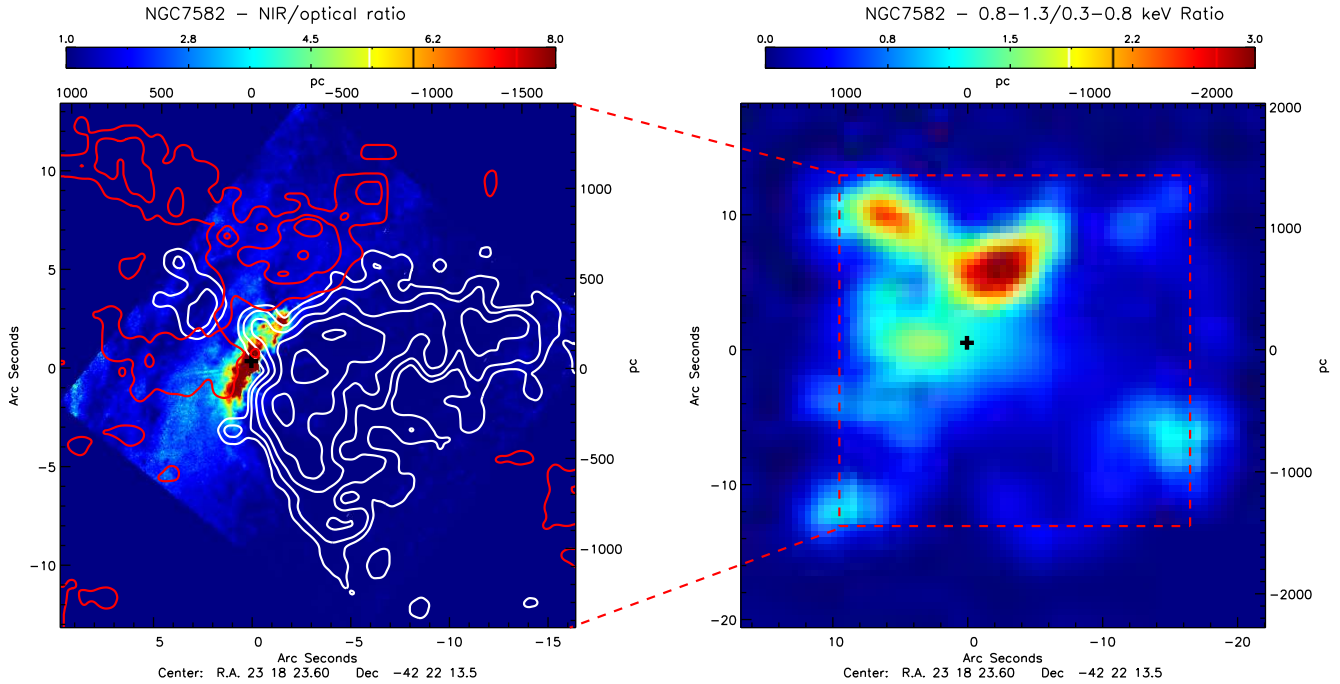 NGC7582 − NIR/optical ratio
1.0 2.8 4.5 6.2 8.0
pc
1000 500 0 −500 −1000 −1500
10
5
0
−5
−10
Arc Seconds
1000
500
0
−500
−1000
pc
5 0 −5 −10 −15
Arc Seconds
Center: R.A. 23 18 23.60 Dec −42 22 13.5
NGC7582 − 0.8−1.3/0.3−0.8 keV Ratio
0.0 0.8 1.5 2.2 3.0
pc
1000 0 −1000 −2000
10
0
−10
−20
Arc Seconds
2000
1000
0
−1000
−2000
pc
10 0 −10 −20
Arc Seconds
Center: R.A. 23 18 23.60 Dec −42 22 13.5